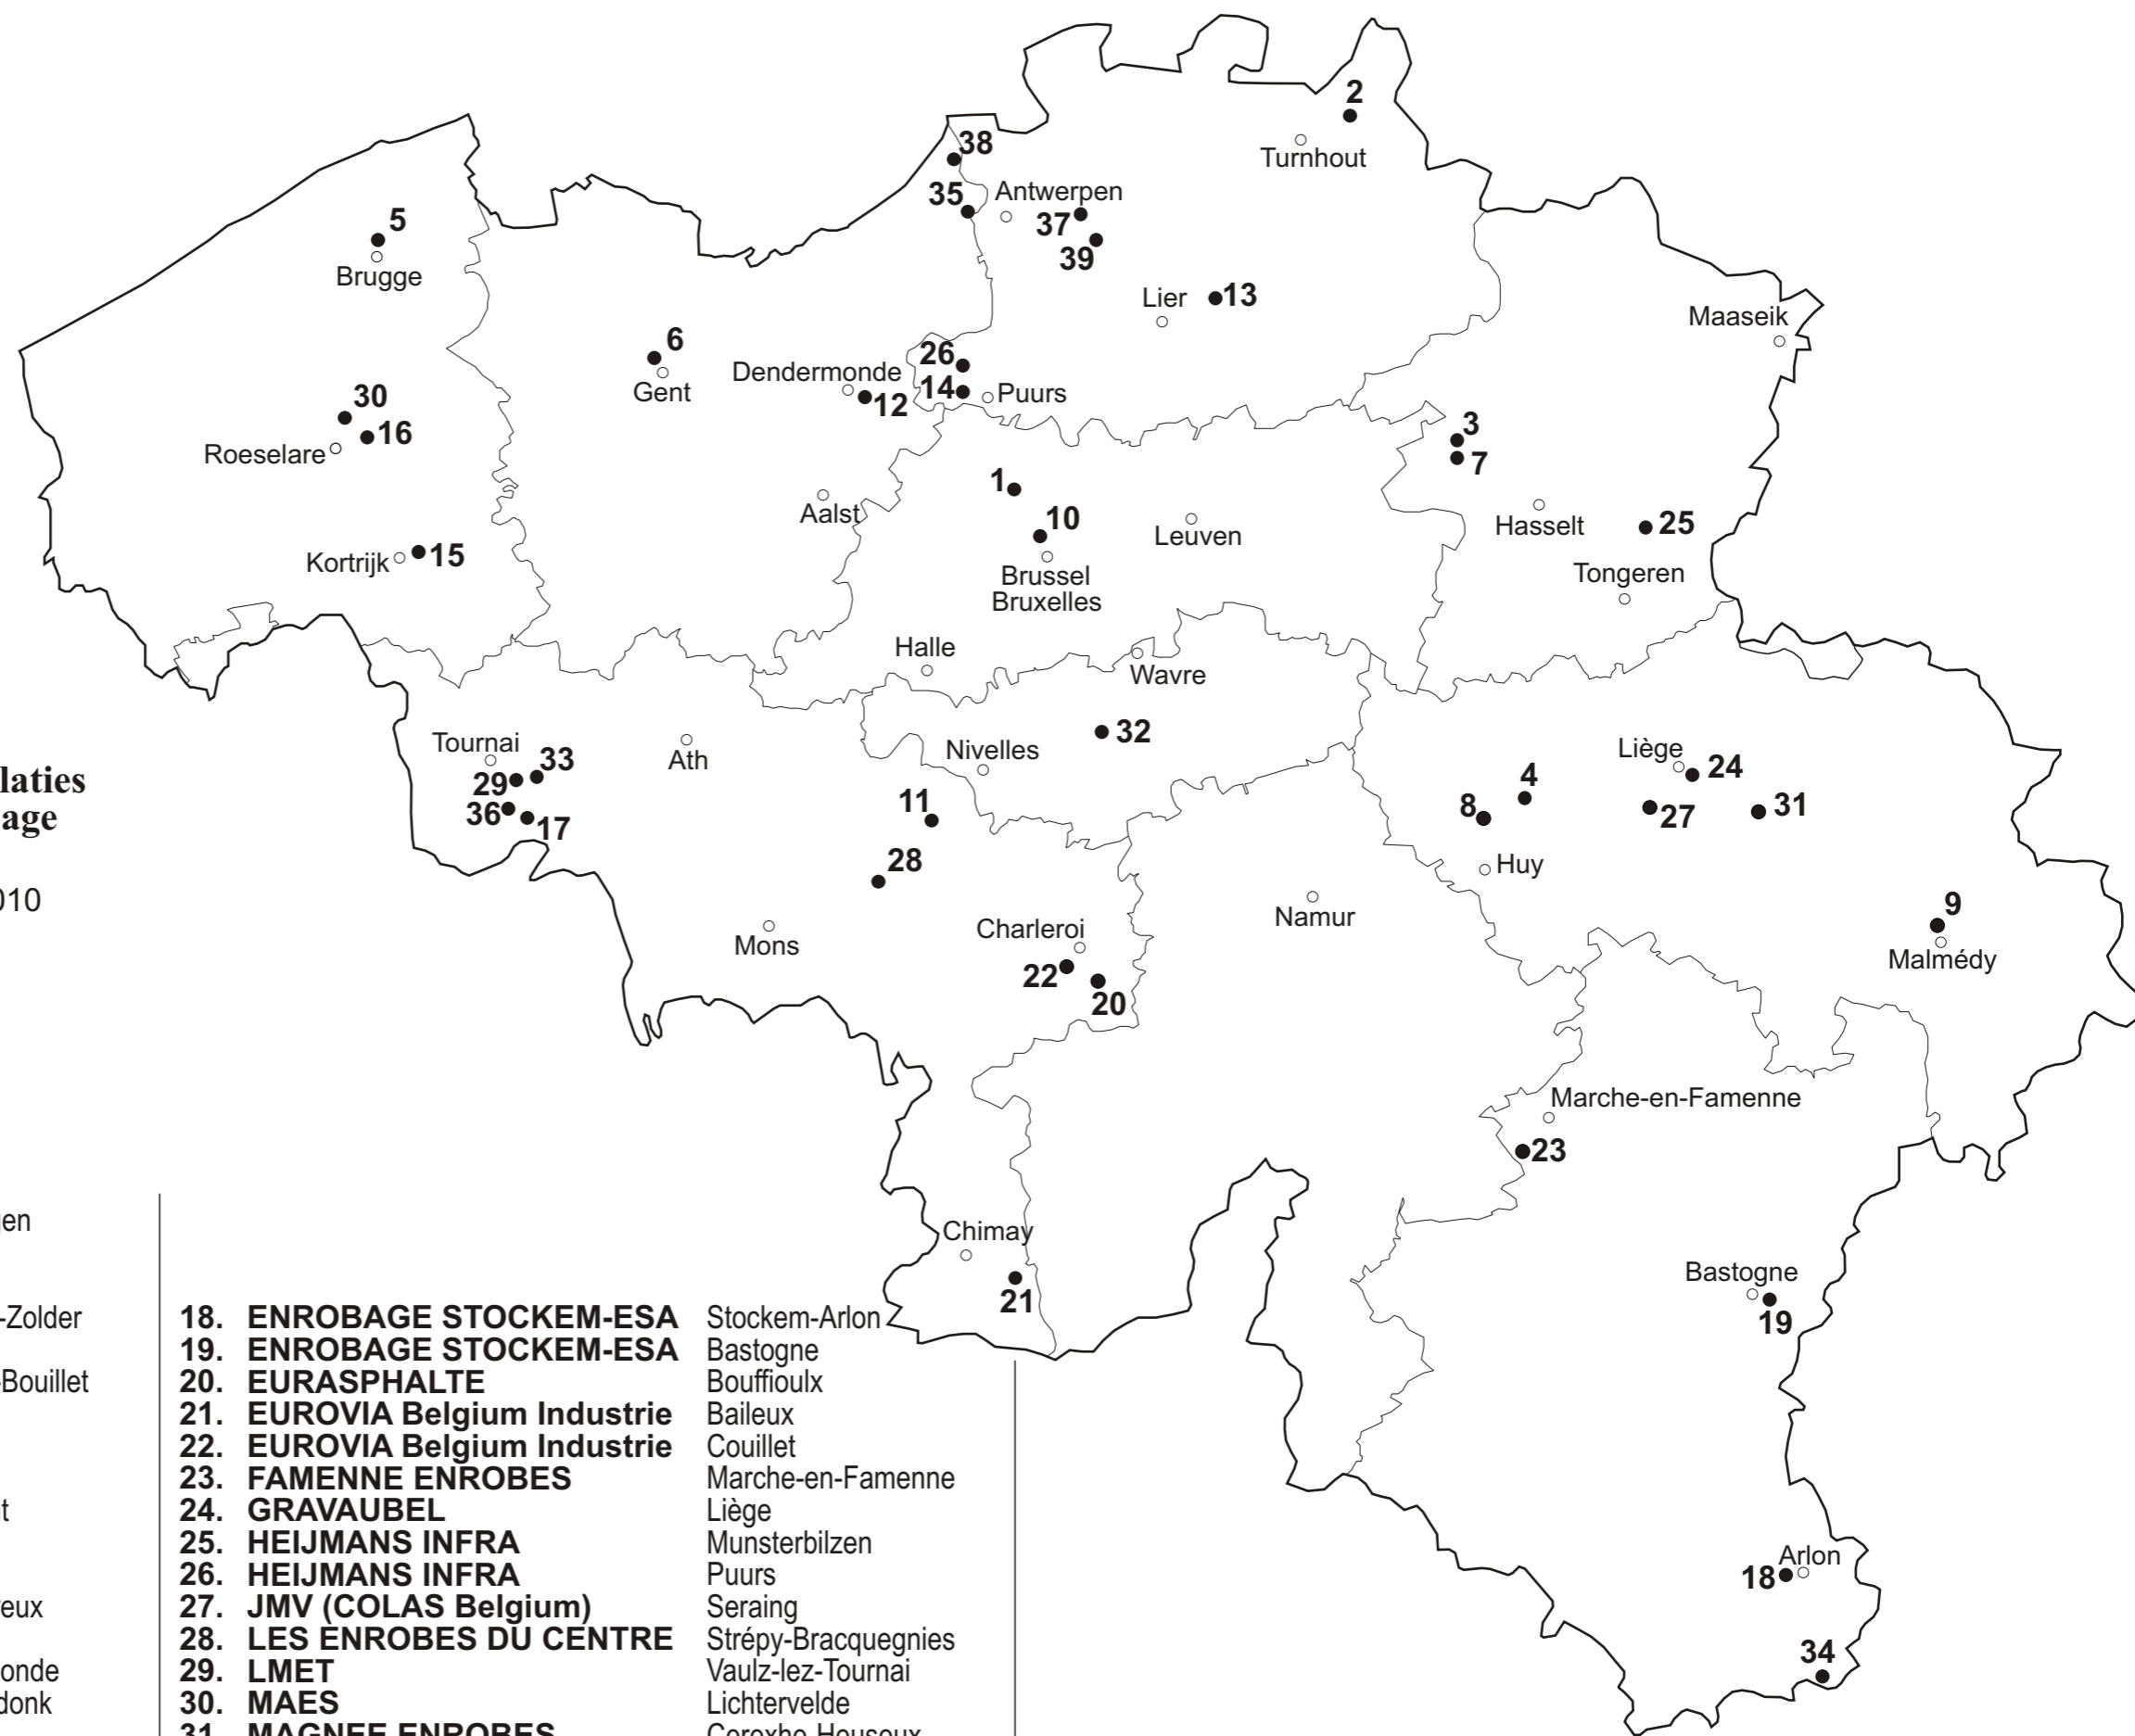 2
Turnhout
38
35
Antwerpen
37
39
5
Brugge
Lier
13
Maaseik
6
Gent
Dendermonde
12
26
14
Puurs
30
16
Roeselare
3
7
1
10
Aalst
Leuven
Hasselt
25
Kortrijk
15
Brussel
Bruxelles
Tongeren
Halle
Wavre
32
Tournai
33
29
36
17
Ath
Nivelles
11
28
Liège
24
4
8
27
31
Huy
laties
age
010
Mons
Charleroi
22
20
Namur
9
Malmédy
Marche-en-Famenne
23
Chimay
21
Bastogne
19
Arlon
18
34
en
-Zolder
-Bouillet
t
eux
onde
donk
18. ENROBAGE STOCKEM-ESA Stockem-Arlon
19. ENROBAGE STOCKEM-ESA Bastogne
20. EURASPHALTE Bouffioulx
21. EUROVIA Belgium Industrie Baileux
22. EUROVIA Belgium Industrie Couillet
23. FAMENNE ENROBES Marche-en-Famenne
24. GRAVAUBEL Liège
25. HEIJMANS INFRA Munsterbilzen
26. HEIJMANS INFRA Puurs
27. JMV (COLAS Belgium) Seraing
28. LES ENROBES DU CENTRE Strépy-Bracquegnies
29. LMET Vaulz-lez-Tournai
30. MAES Lichtervelde
31. MAGNEE ENROBES Cerexhe-Heuseux